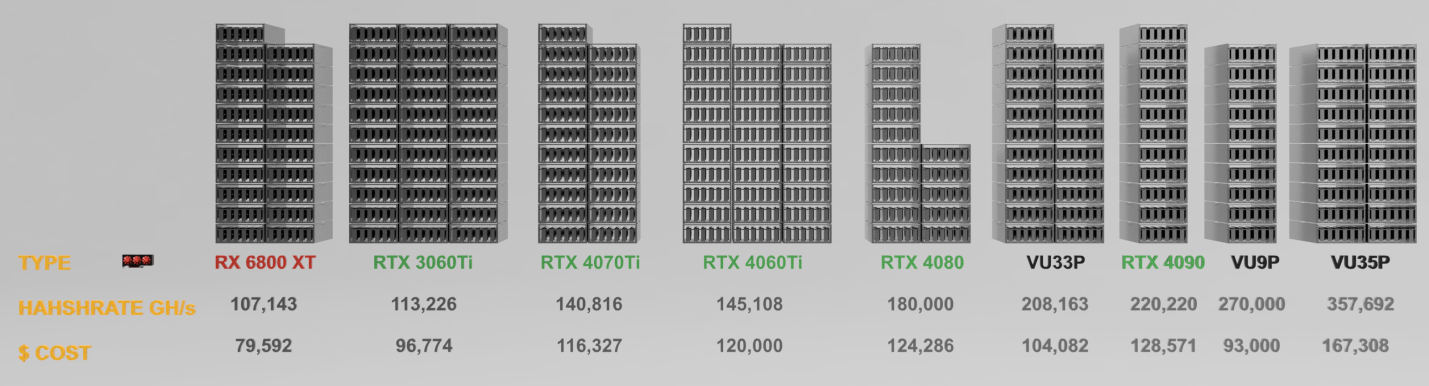 TYPE RX 6800 XT RTX 3060Ti RTX 4070Ti RTX 4060Ti RTX 4080 VU33P RTX 4090 VU9P VU35P
HAHSHRATE GH/s 107,143 113,226 140,816 145,108 180,000 208,163 220,220 270,000 357,692
$ COST 79,592 96,774 116,327 120,000 124,286 104,082 128,571 93,000 167,308